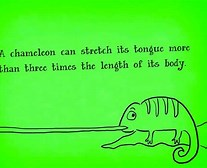 A chameleon can stretch its tongue more
than three times the length of its body.